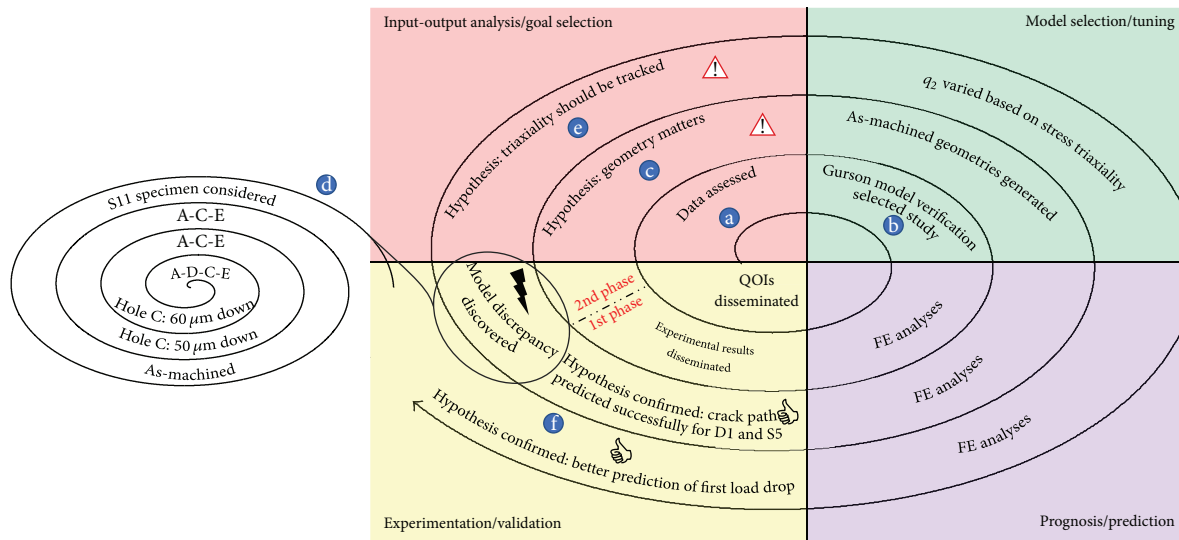 Input-output analysis/goal selection
Model selection/tuning
Hypothesis: triaxiality should be tracked
!
e
Hypothesis: geometry matters
!
c
Data assessed
a
q2 varied based on stress triaxiality
As-machined geometries generated
Gurson model verification
selected study
b
d
S11 specimen considered
A-C-E
A-C-E
A-D-C-E
Hole C: 60 μm down
Hole C: 50 μm down
As-machined
Model discrepancy
discovered
2nd phase
1st phase
QOIs
disseminated
Experimental results
disseminated
Hypothesis confirmed: crack path
predicted successfully for D1 and S5
f
Hypothesis confirmed: better prediction of first load drop
Experimentation/validation
FE analyses
FE analyses
FE analyses
Prognosis/prediction